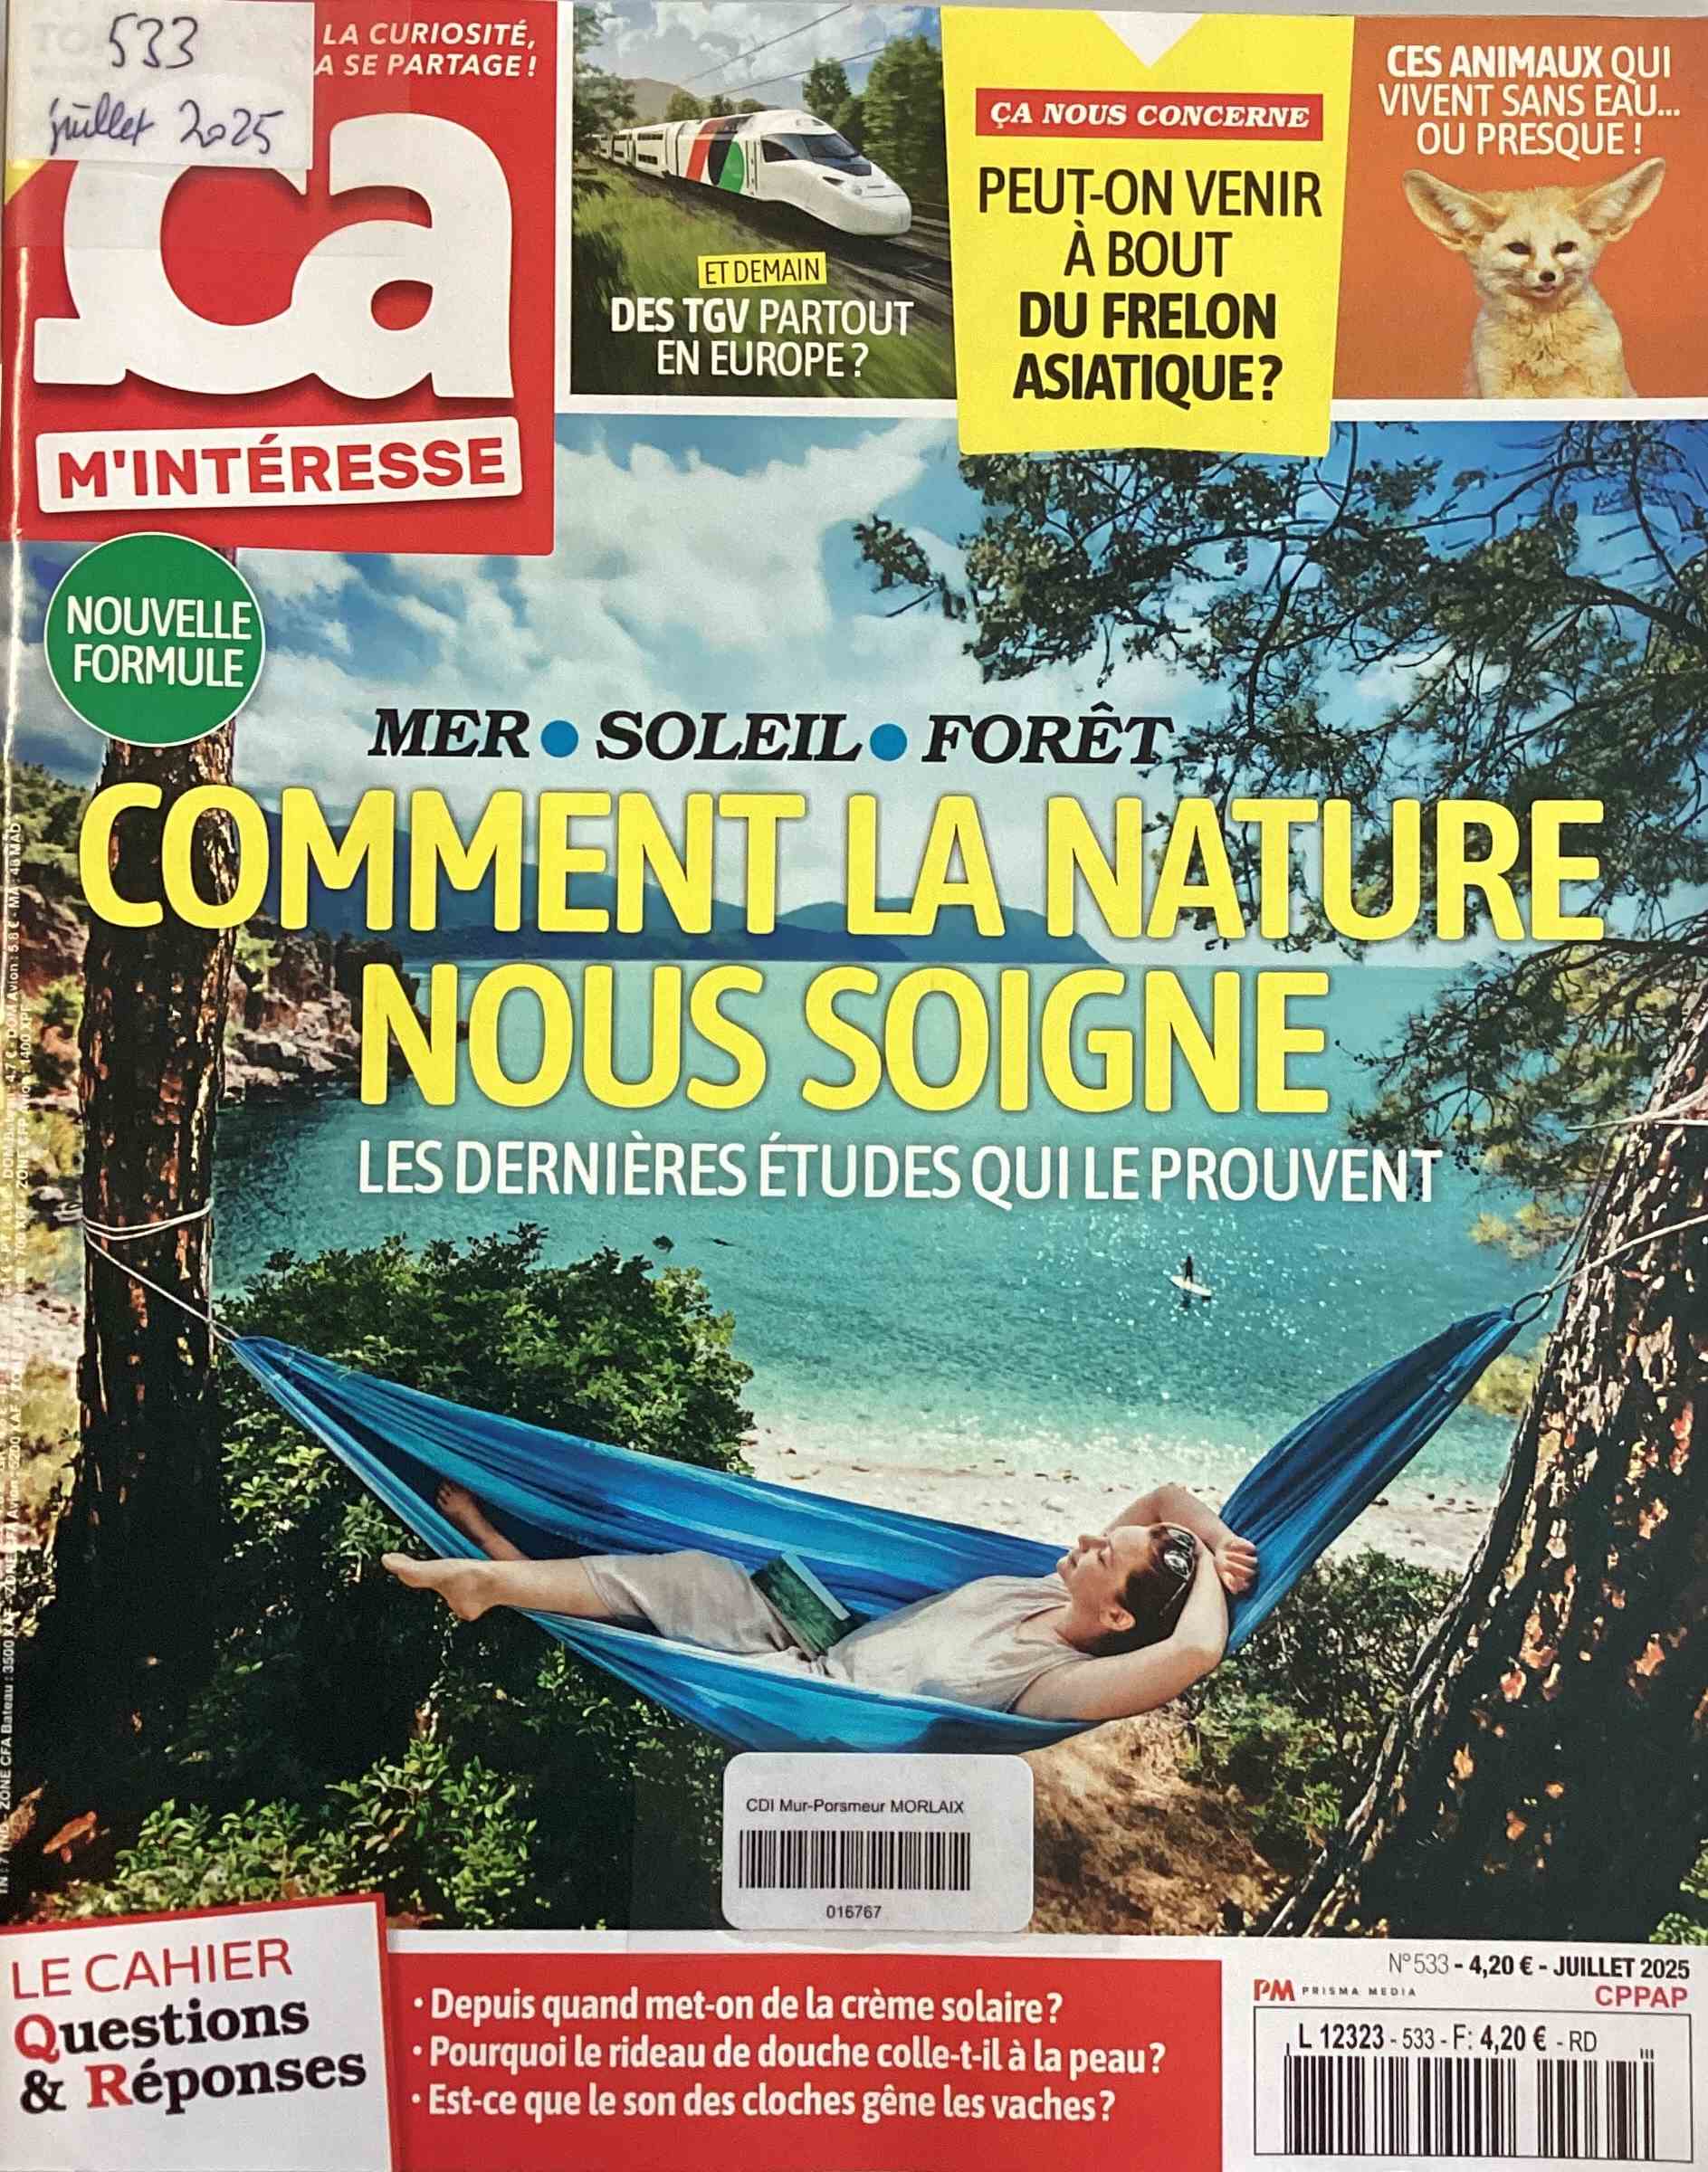 533
juillet 2025
LA CURIOSITÉ,
A SE PARTAGE !
ça
M'INTÉRESSE
NOUVELLE
FORMULE
ET DEMAIN
DES TGV PARTOUT
EN EUROPE ?
ÇA NOUS CONCERNE
PEUT-ON VENIR
À BOUT
DU FRELON
ASIATIQUE ?
CES ANIMAUX QUI
VIVENT SANS EAU...
OU PRESQUE !
MER • SOLEIL • FORÊT
COMMENT LA NATURE
NOUS SOIGNE
LES DERNIÈRES ÉTUDES QUI LE PROUVENT
CDI Mur-Porsmeur MORLAIX
016767
LE CAHIER
Questions
& Réponses
• Depuis quand met-on de la crème solaire ?
• Pourquoi le rideau de douche colle-t-il à la peau ?
• Est-ce que le son des cloches gêne les vaches ?
N° 533 - 4,20 € - JUILLET 2025
PM PRISMA MEDIA
CPPAP
L 12323 - 533 - F: 4,20 € - RD